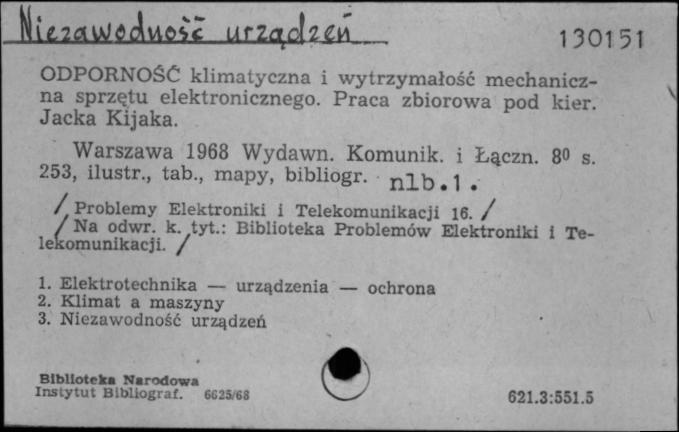 Niezawodność urządzeń
130151
ODPORNOŚĆ klimatyczna i wytrzymałość mechanicz-
na sprzętu elektronicznego. Praca zbiorowa pod kier.
Jacka Kijaka.
Warszawa 1968 Wydawn. Komunik. i Łączn. 8⁰ s.
253, ilustr., tab., mapy, bibliogr. nlb.1.
/ Problemy Elektroniki i Telekomunikacji 16. /
/ Na odwr. k. tyt.: Biblioteka Problemów Elektroniki i Te-
lekomunikacji. /
1. Elektrotechnika — urządzenia — ochrona
2. Klimat a maszyny
3. Niezawodność urządzeń
Biblioteka Narodowa
Instytut Bibliograf. 6625/68
621.3:551.5